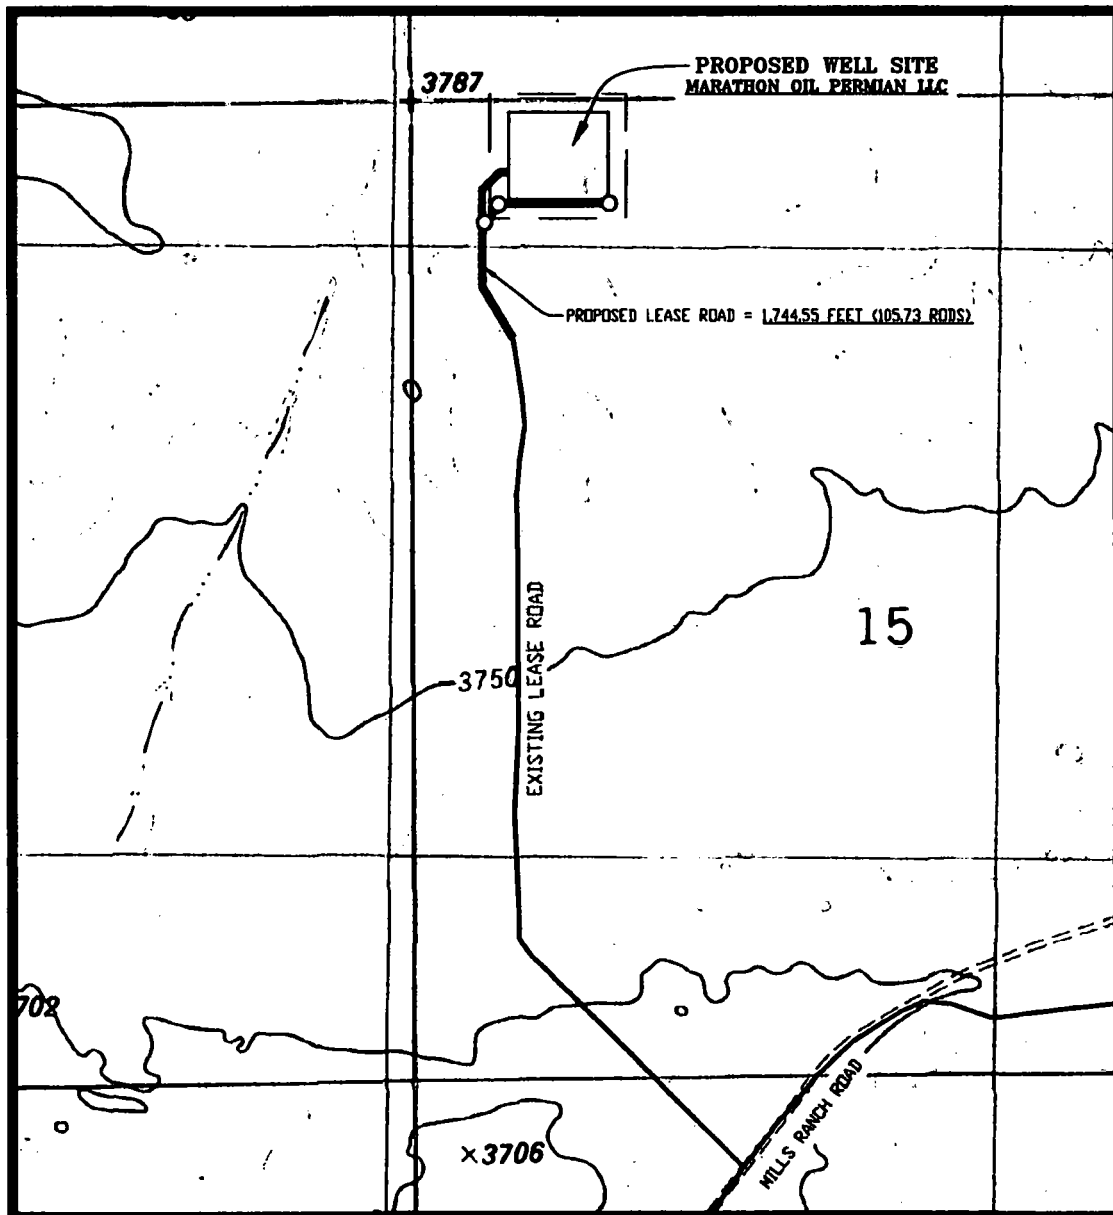 3787
PROPOSED WELL SITE
MARATHON OIL PERMIAN LLC
PROPOSED LEASE ROAD = 1,744.55 FEET (105.73 RODS)
15
3750
EXISTING LEASE ROAD
702
MILLS RANCH ROAD
×3706